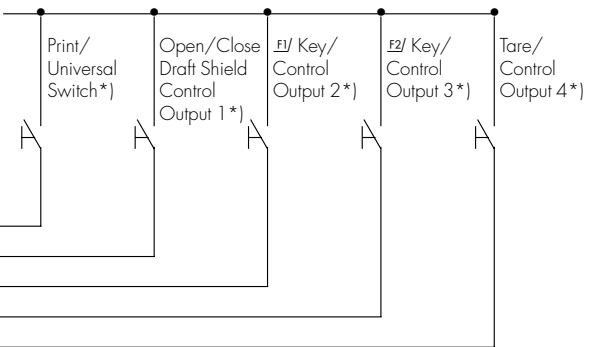 Print/
Universal
Switch*)
Open/Close
Draft Shield
Control
Output 1*)
F1/ Key/
Control
Output 2*)
F2/ Key/
Control
Output 3*)
Tare/
Control
Output 4*)